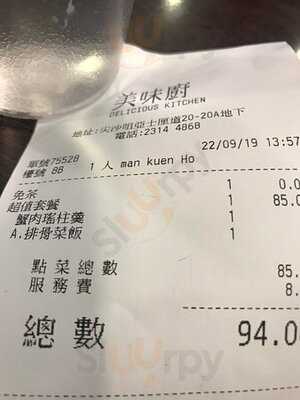 美味廚
DELICIOUS KITCHEN
地址:尖沙咀亞士厘道20-20A地下
電話:2314 4868
22/09/19 13:57
單號75528
檯號 8B 1 人 man kuen Ho
免茶 1 0.0
超值套餐 1 85.0
蟹肉瑤柱羹 1
A.排骨菜飯 1
點菜總數 85.
服務費 8.
總數 94.0
sluurpy